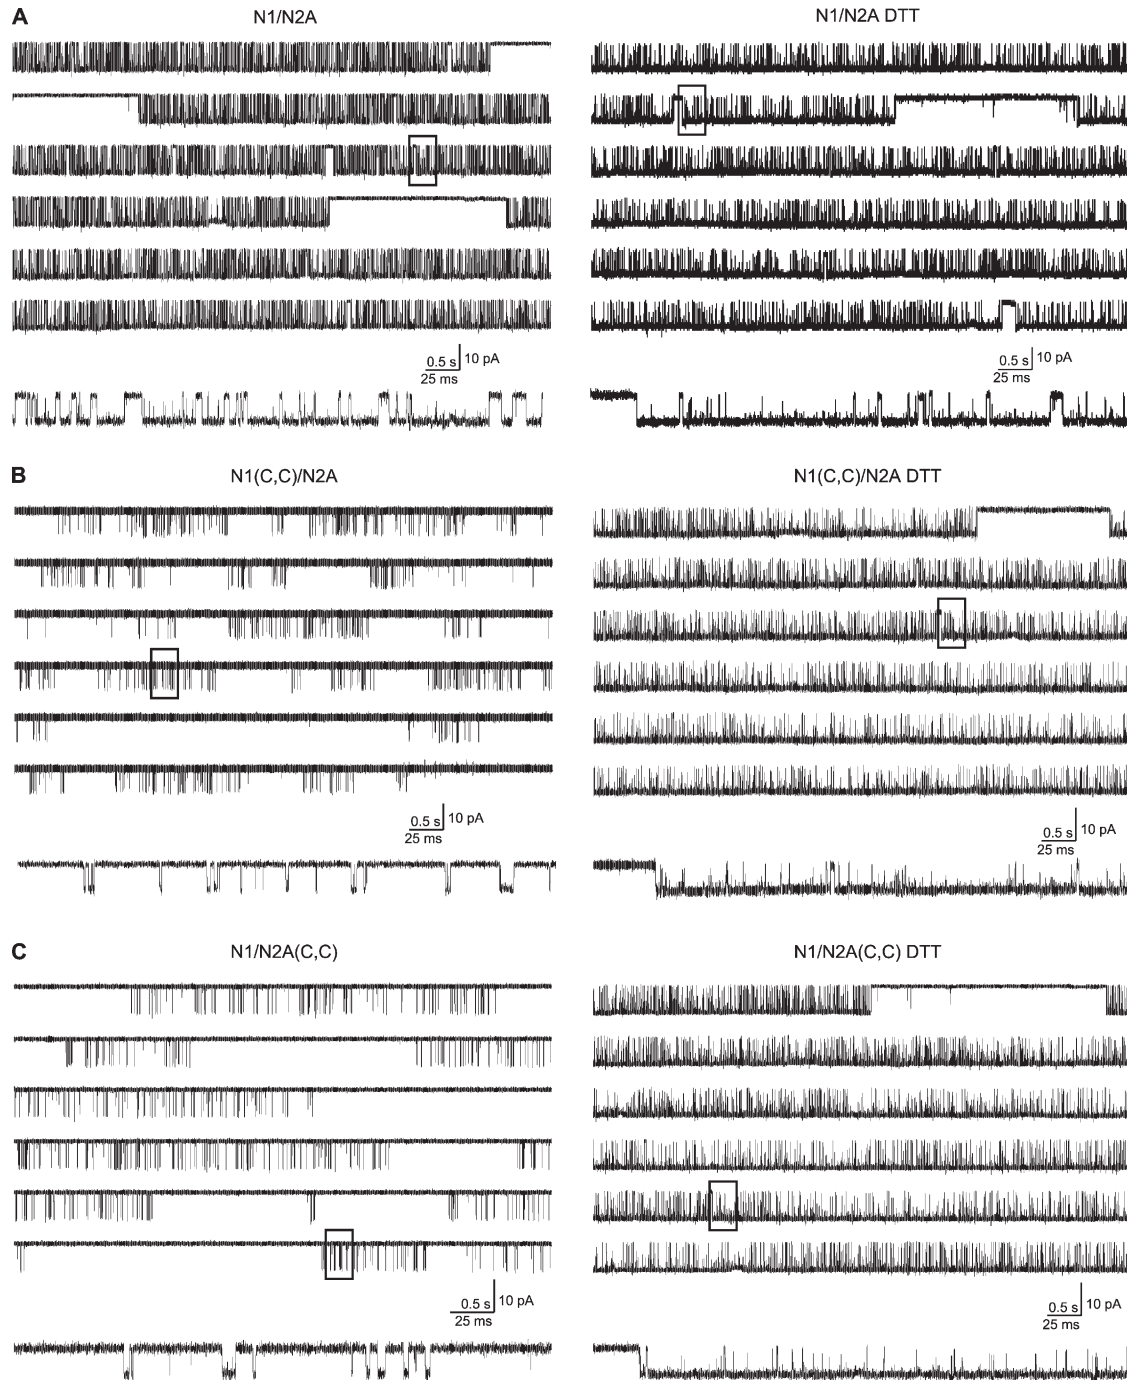 A
N1/N2A
N1/N2A DTT
0.5 s
10 pA
25 ms
0.5 s
10 pA
25 ms
B
N1(C,C)/N2A
N1(C,C)/N2A DTT
0.5 s
10 pA
25 ms
0.5 s
10 pA
25 ms
C
N1/N2A(C,C)
N1/N2A(C,C) DTT
0.5 s
10 pA
25 ms
0.5 s
10 pA
25 ms